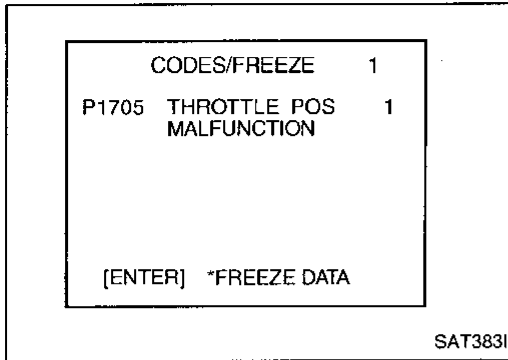 CODES/FREEZE 1
P1705 THROTTLE POS 1
MALFUNCTION
[ENTER] *FREEZE DATA
SAT383I